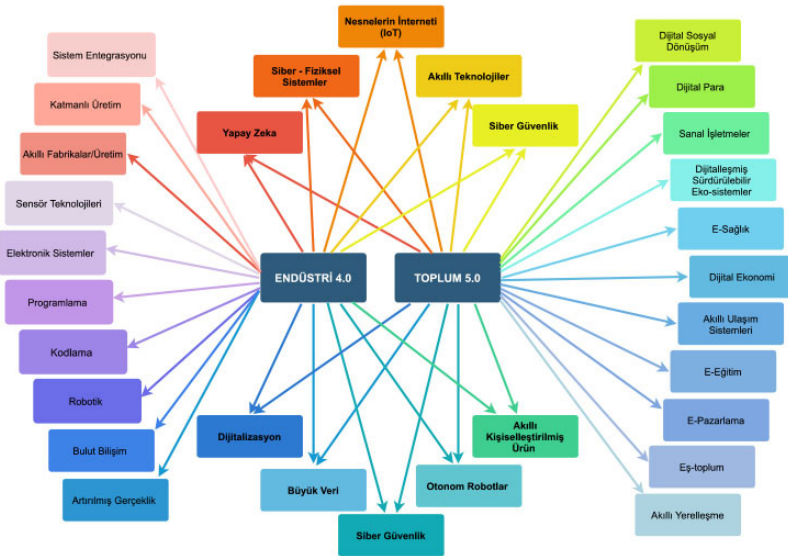 Nesnelerin İnterneti
(IoT)
Siber - Fiziksel
Sistemler
Akıllı Teknolojiler
Yapay Zeka
Siber Güvenlik
Sistem Entegrasyonu
Katmanlı Üretim
Akıllı Fabrikalar/Üretim
Sensör Teknolojileri
Elektronik Sistemler
Programlama
Kodlama
Robotik
Bulut Bilişim
Artırılmış Gerçeklik
ENDÜSTRİ 4.0
TOPLUM 5.0
Dijital Sosyal
Dönüşüm
Dijital Para
Sanal İşletmeler
Dijitalleşmiş
Sürdürülebilir
Eko-sistemler
E-Sağlık
Dijital Ekonomi
Akıllı Ulaşım
Sistemleri
E-Eğitim
E-Pazarlama
Eş-toplum
Akıllı Yerelleşme
Dijitalizasyon
Büyük Veri
Siber Güvenlik
Otonom Robotlar
Akıllı
Kişiselleştirilmiş
Ürün